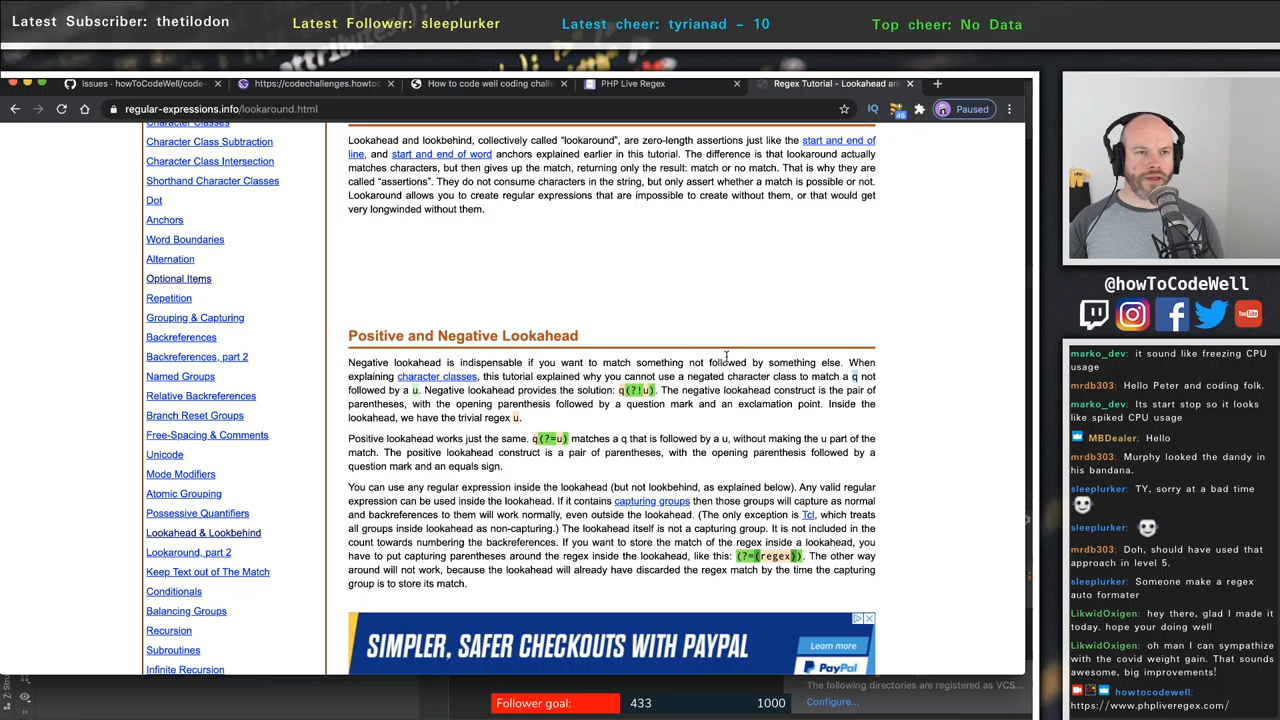 Latest Subscriber: thetilodon
Latest Follower: sleeplurker
Latest cheer: tyrianad - 10
Top cheer: No Data
Issues · howToCodeWell/code-
https://codechallenges.howtoc
How to code well coding challe
PHP Live Regex
Regex Tutorial - Lookahead an
regular-expressions.info/lookaround.html
46
Paused
Character Classes
Character Class Subtraction
Character Class Intersection
Shorthand Character Classes
Dot
Anchors
Word Boundaries
Alternation
Optional Items
Repetition
Grouping & Capturing
Backreferences
Backreferences, part 2
Named Groups
Relative Backreferences
Branch Reset Groups
Free-Spacing & Comments
Unicode
Mode Modifiers
Atomic Grouping
Possessive Quantifiers
Lookahead & Lookbehind
Lookaround, part 2
Keep Text out of The Match
Conditionals
Balancing Groups
Recursion
Subroutines
Infinite Recursion
Lookahead and lookbehind, collectively called “lookaround”, are zero-length assertions just like the start and end of
line, and start and end of word anchors explained earlier in this tutorial. The difference is that lookaround actually
matches characters, but then gives up the match, returning only the result: match or no match. That is why they are
called “assertions”. They do not consume characters in the string, but only assert whether a match is possible or not.
Lookaround allows you to create regular expressions that are impossible to create without them, or that would get
very longwinded without them.
Positive and Negative Lookahead
Negative lookahead is indispensable if you want to match something not followed by something else. When
explaining character classes, this tutorial explained why you cannot use a negated character class to match a q
followed by a u. Negative lookahead provides the solution: q(?!u). The negative lookahead construct is the pair of
parentheses, with the opening parenthesis followed by a question mark and an exclamation point. Inside the
lookahead, we have the trivial regex u.
Positive lookahead works just the same. q(?=u) matches a q that is followed by a u, without making the u part of the
match. The positive lookahead construct is a pair of parentheses, with the opening parenthesis followed by a
question mark and an equals sign.
You can use any regular expression inside the lookahead (but not lookbehind, as explained below). Any valid regular
expression can be used inside the lookahead. If it contains capturing groups then those groups will capture as normal
and backreferences to them will work normally, even outside the lookahead. (The only exception is Tcl, which treats
all groups inside lookahead as non-capturing.) The lookahead itself is not a capturing group. It is not included in the
count towards numbering the backreferences. If you want to store the match of the regex inside a lookahead, you
have to put capturing parentheses around the regex inside the lookahead, like this: (?=(regex)). The other way
around will not work, because the lookahead will already have discarded the regex match by the time the capturing
group is to store its match.
SIMPLER, SAFER CHECKOUTS WITH PAYPAL
Learn more
PayPal
@howToCodeWell
marko_dev: it sound like freezing CPU
usage
mrdb303: Hello Peter and coding folk.
marko_dev: Its start stop so it looks
like spiked CPU usage
MBDealer: Hello
mrdb303: Murphy looked the dandy in
his bandana.
sleeplurker: TY, sorry at a bad time
sleeplurker:
mrdb303: Doh, should have used that
approach in level 5.
sleeplurker: Someone make a regex
auto formater
LikwidOxigen: hey there, glad I made it
today. hope your doing well
LikwidOxigen: oh man I can sympathize
with the covid weight gain. That sounds
awesome, big improvements!
howtocodewell:
https://www.phpliveregex.com/
Follower goal:
433
1000
The following directories are registered as VCS...
Configure...